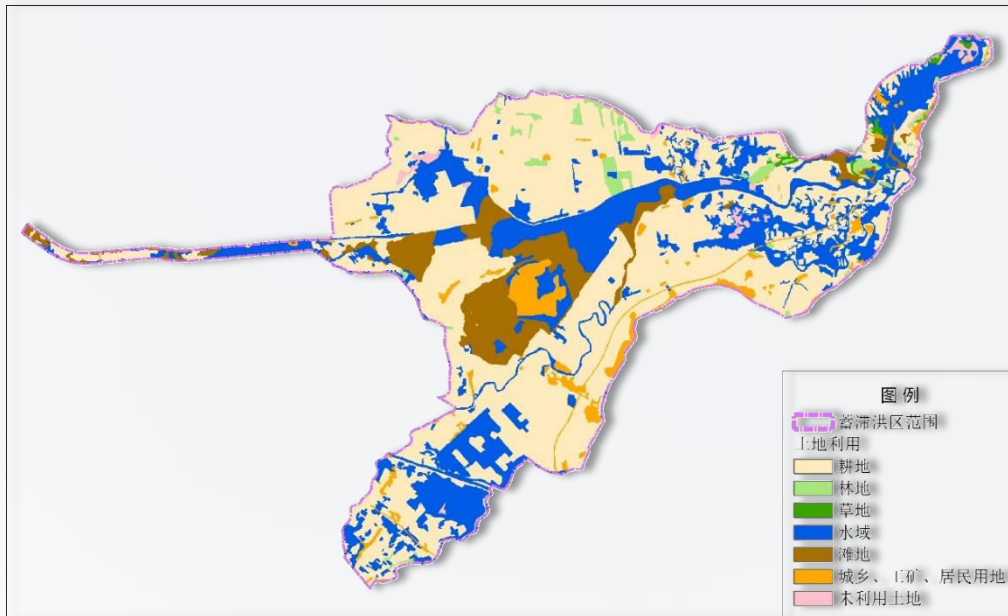 图例
蓄滞洪区范围
土地利用
耕地
林地
草地
水域
滩地
城乡、工矿、居民用地
未利用土地